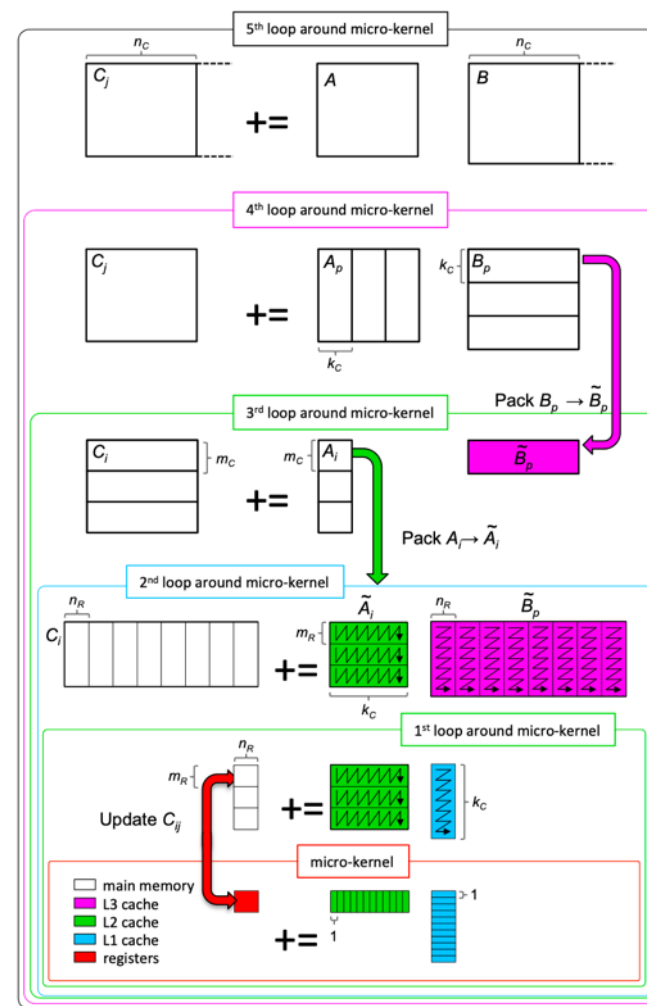 5th loop around micro-kernel
n_C
n_C
C_j
A
B
+=
4th loop around micro-kernel
C_j
A_p
k_C
B_p
+=
k_C
Pack B_p → B̃_p
3rd loop around micro-kernel
C_i
m_C
m_C
A_i
B̃_p
+=
Pack A_i → Ã_i
2nd loop around micro-kernel
n_R
Ã_i
n_R
B̃_p
C_i
m_R
+=
k_C
1st loop around micro-kernel
n_R
m_R
+=
k_C
Update C_ij
micro-kernel
main memory
L3 cache
L2 cache
L1 cache
registers
+=
1
1